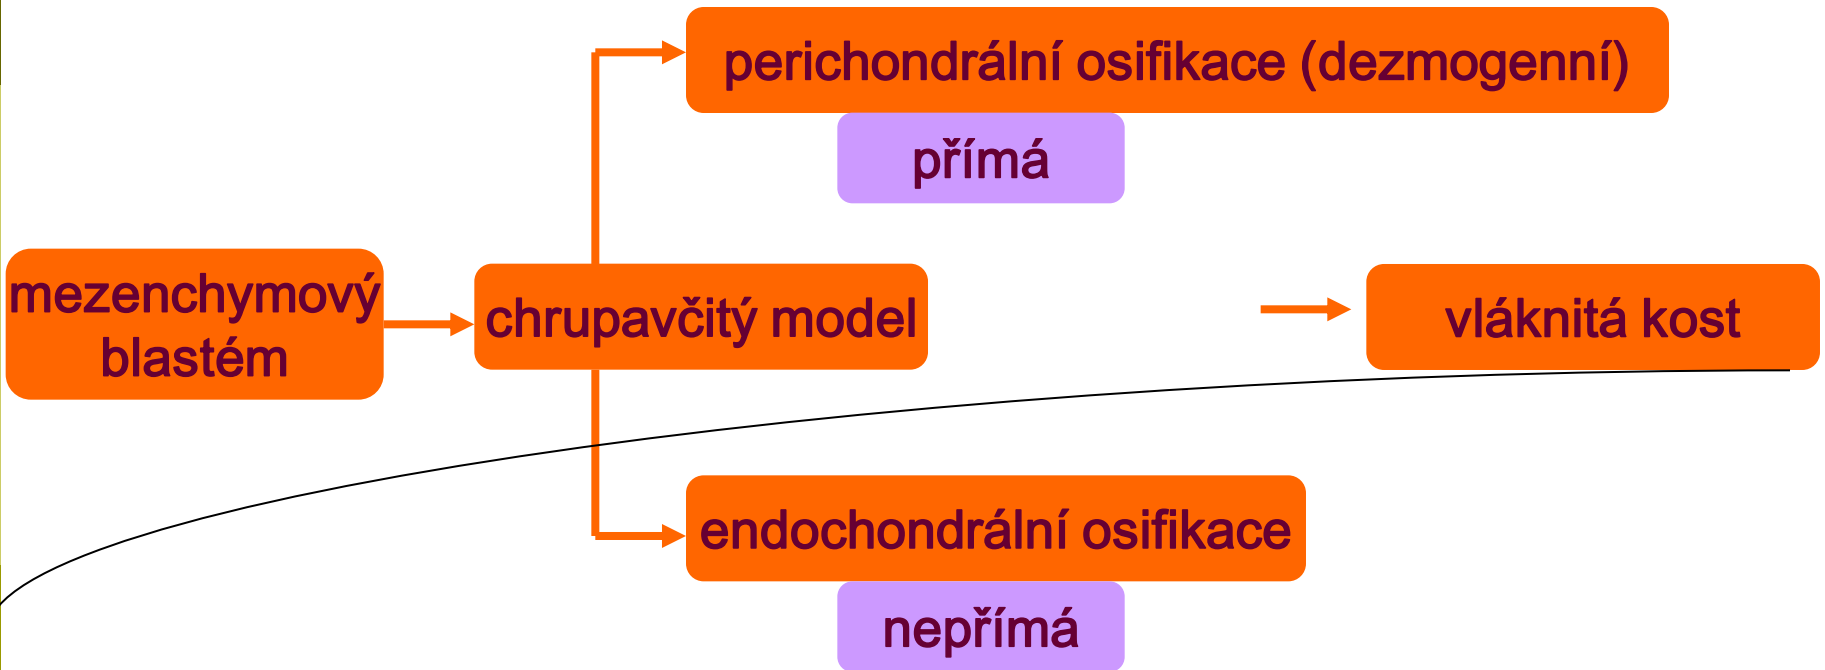 perichondrální osifikace (dezmogenní)
přímá
mezenchymový
blastém
chrupavčitý model
vláknitá kost
endochondrální osifikace
nepřímá